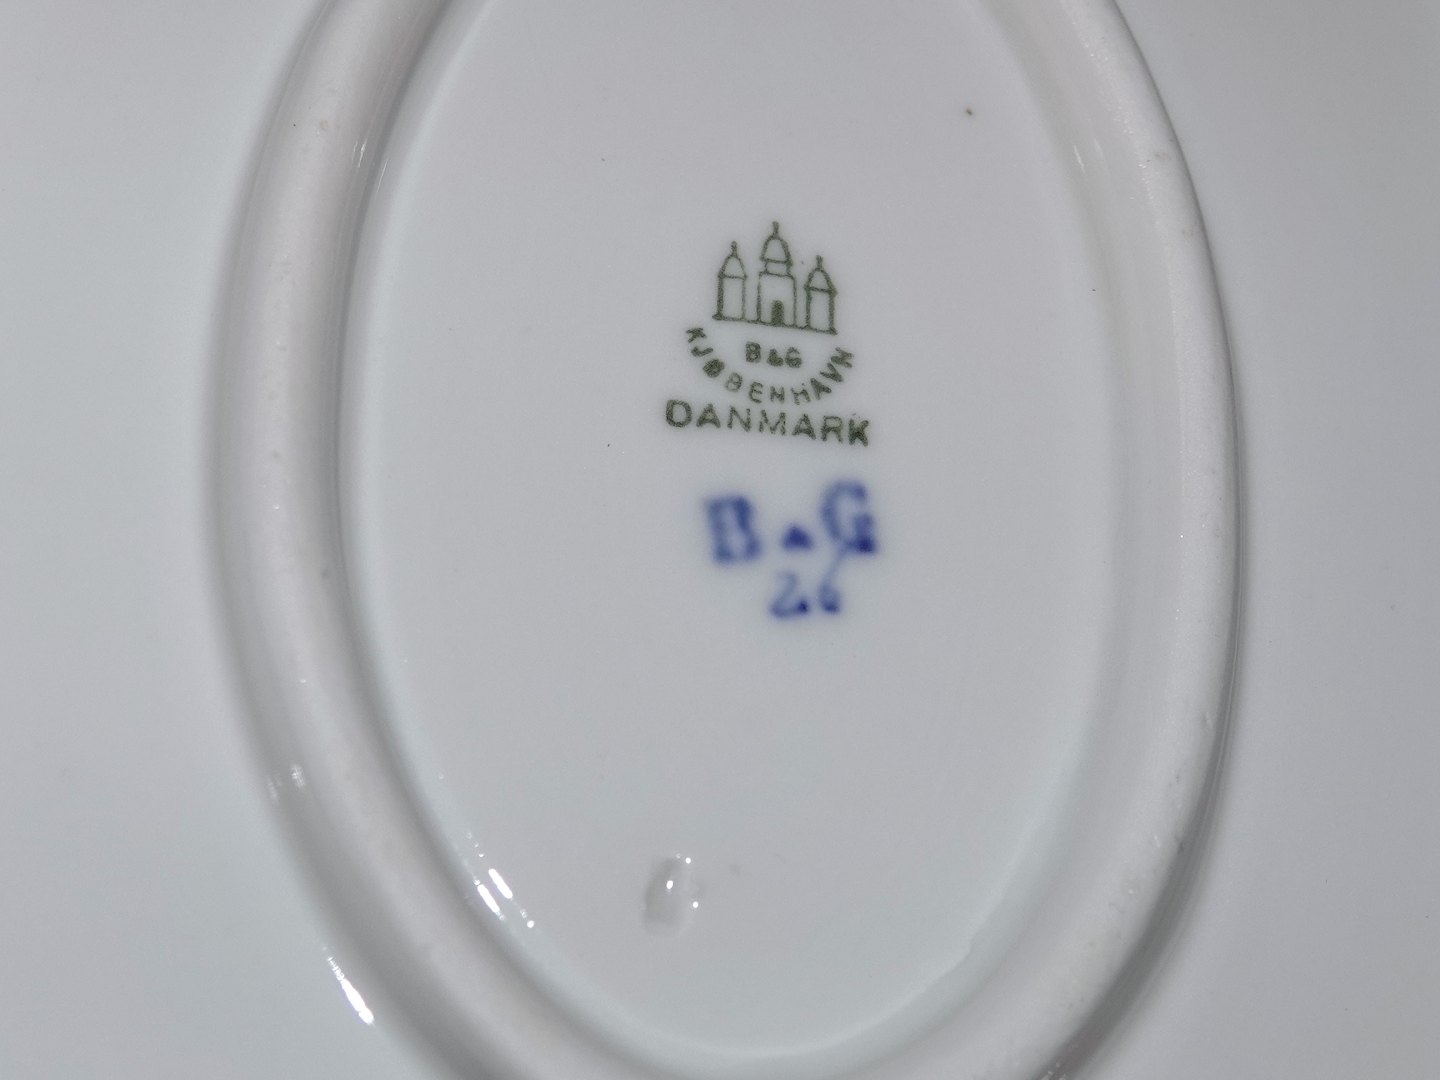 B&G
KJØBENHAVN
DANMARK
B & G
26